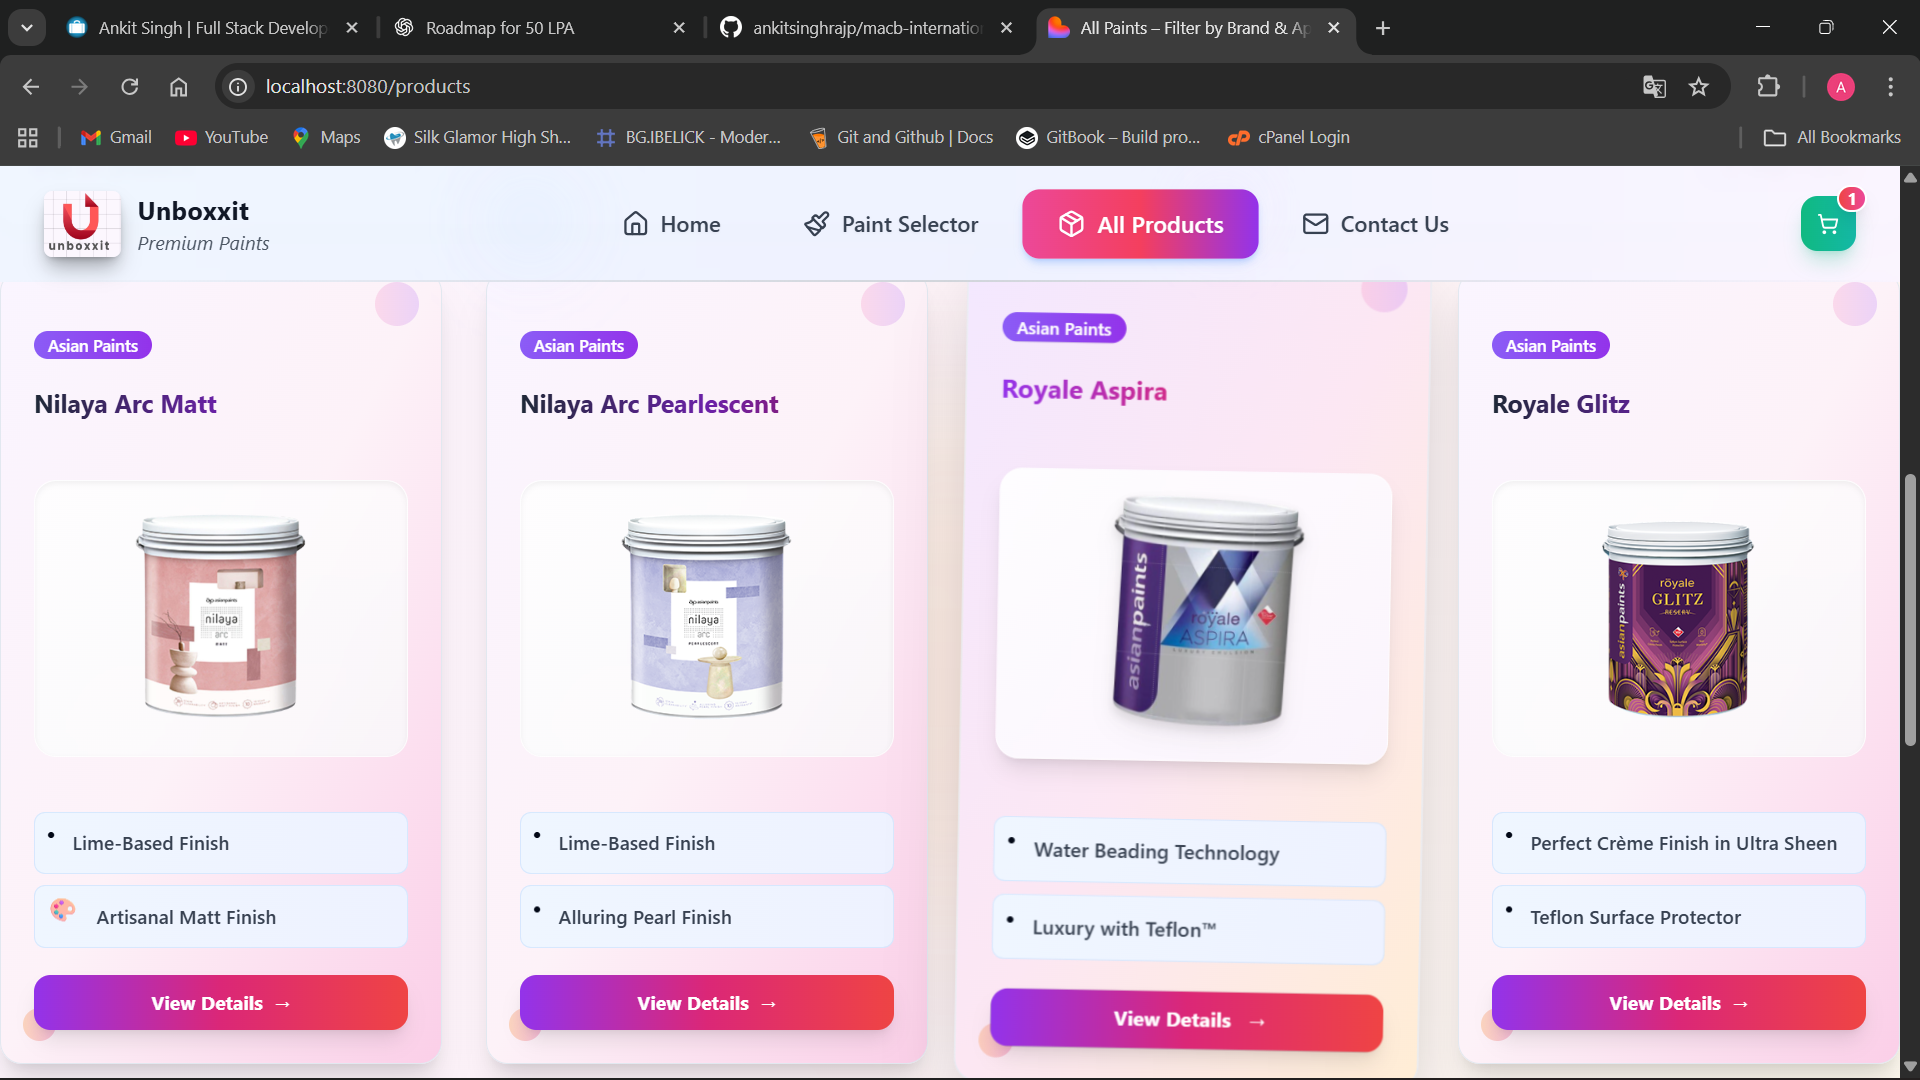 Ankit Singh | Full Stack Develop
Roadmap for 50 LPA
ankitsinghrajp/macb-internatio
All Paints – Filter by Brand & Ap
localhost:8080/products
A
Gmail
YouTube
Maps
Silk Glamor High Sh...
BG.IBELICK - Moder...
Git and Github | Docs
GitBook – Build pro...
cPanel Login
All Bookmarks
unboxxit
Unboxxit
Premium Paints
Home
Paint Selector
All Products
Contact Us
1
Asian Paints
Nilaya Arc Matt
nilaya
arc
Lime-Based Finish
Artisanal Matt Finish
View Details →
Asian Paints
Nilaya Arc Pearlescent
nilaya
arc
Lime-Based Finish
Alluring Pearl Finish
View Details →
Asian Paints
Royale Aspira
asianpaints
royale
ASPIRA
Water Beading Technology
Luxury with Teflon™
View Details →
Asian Paints
Royale Glitz
asianpaints
röyale
GLITZ
Perfect Crème Finish in Ultra Sheen
Teflon Surface Protector
View Details →